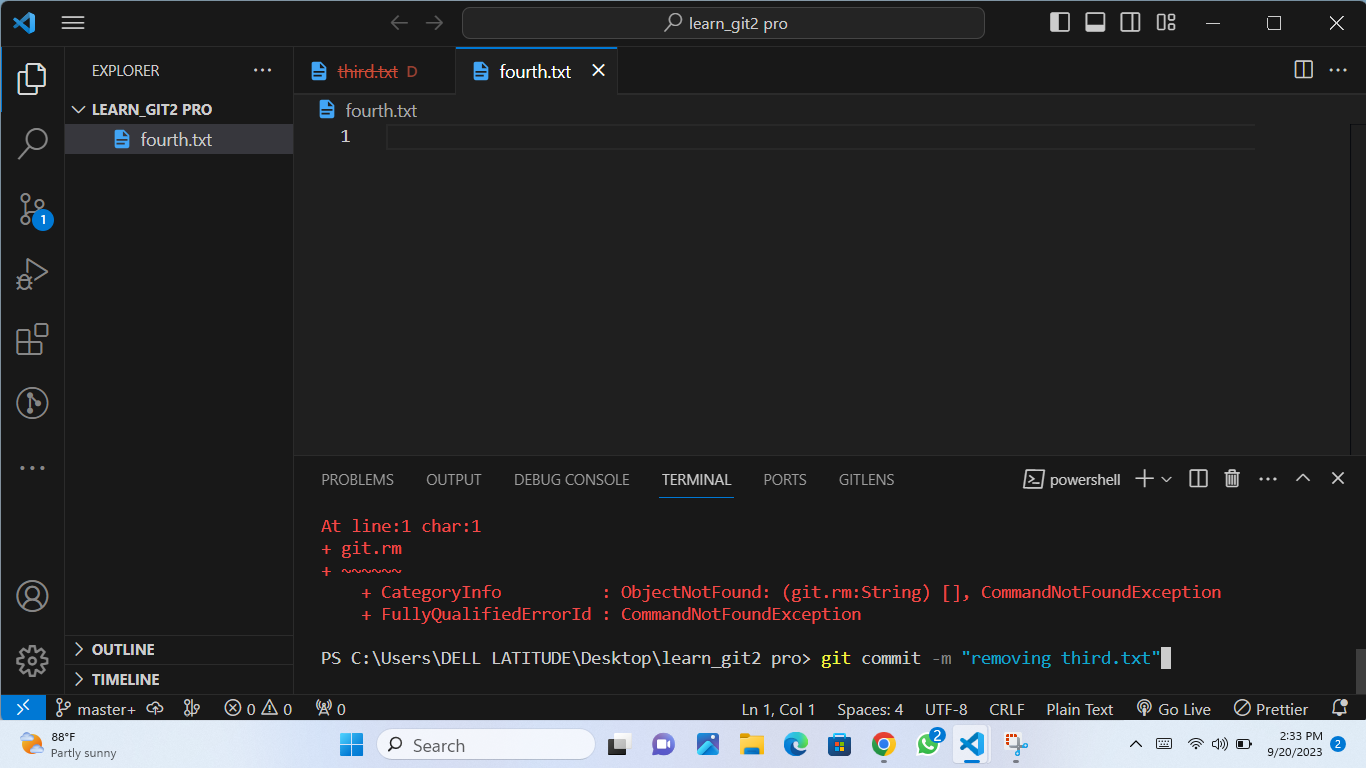 learn_git2 pro
EXPLORER
LEARN_GIT2 PRO
fourth.txt
1
OUTLINE
TIMELINE
third.txt D
fourth.txt
fourth.txt
1
PROBLEMS OUTPUT DEBUG CONSOLE TERMINAL PORTS GITLENS
powershell
At line:1 char:1
+ git.rm
+ ~~~~~~
    + CategoryInfo          : ObjectNotFound: (git.rm:String) [], CommandNotFoundException
    + FullyQualifiedErrorId : CommandNotFoundException
PS C:\Users\DELL LATITUDE\Desktop\learn_git2 pro> git commit -m "removing third.txt"
master+ 0 0 0 Ln 1, Col 1 Spaces: 4 UTF-8 CRLF Plain Text Go Live Prettier
88°F
Partly sunny
Search
2
2:33 PM
9/20/2023
2